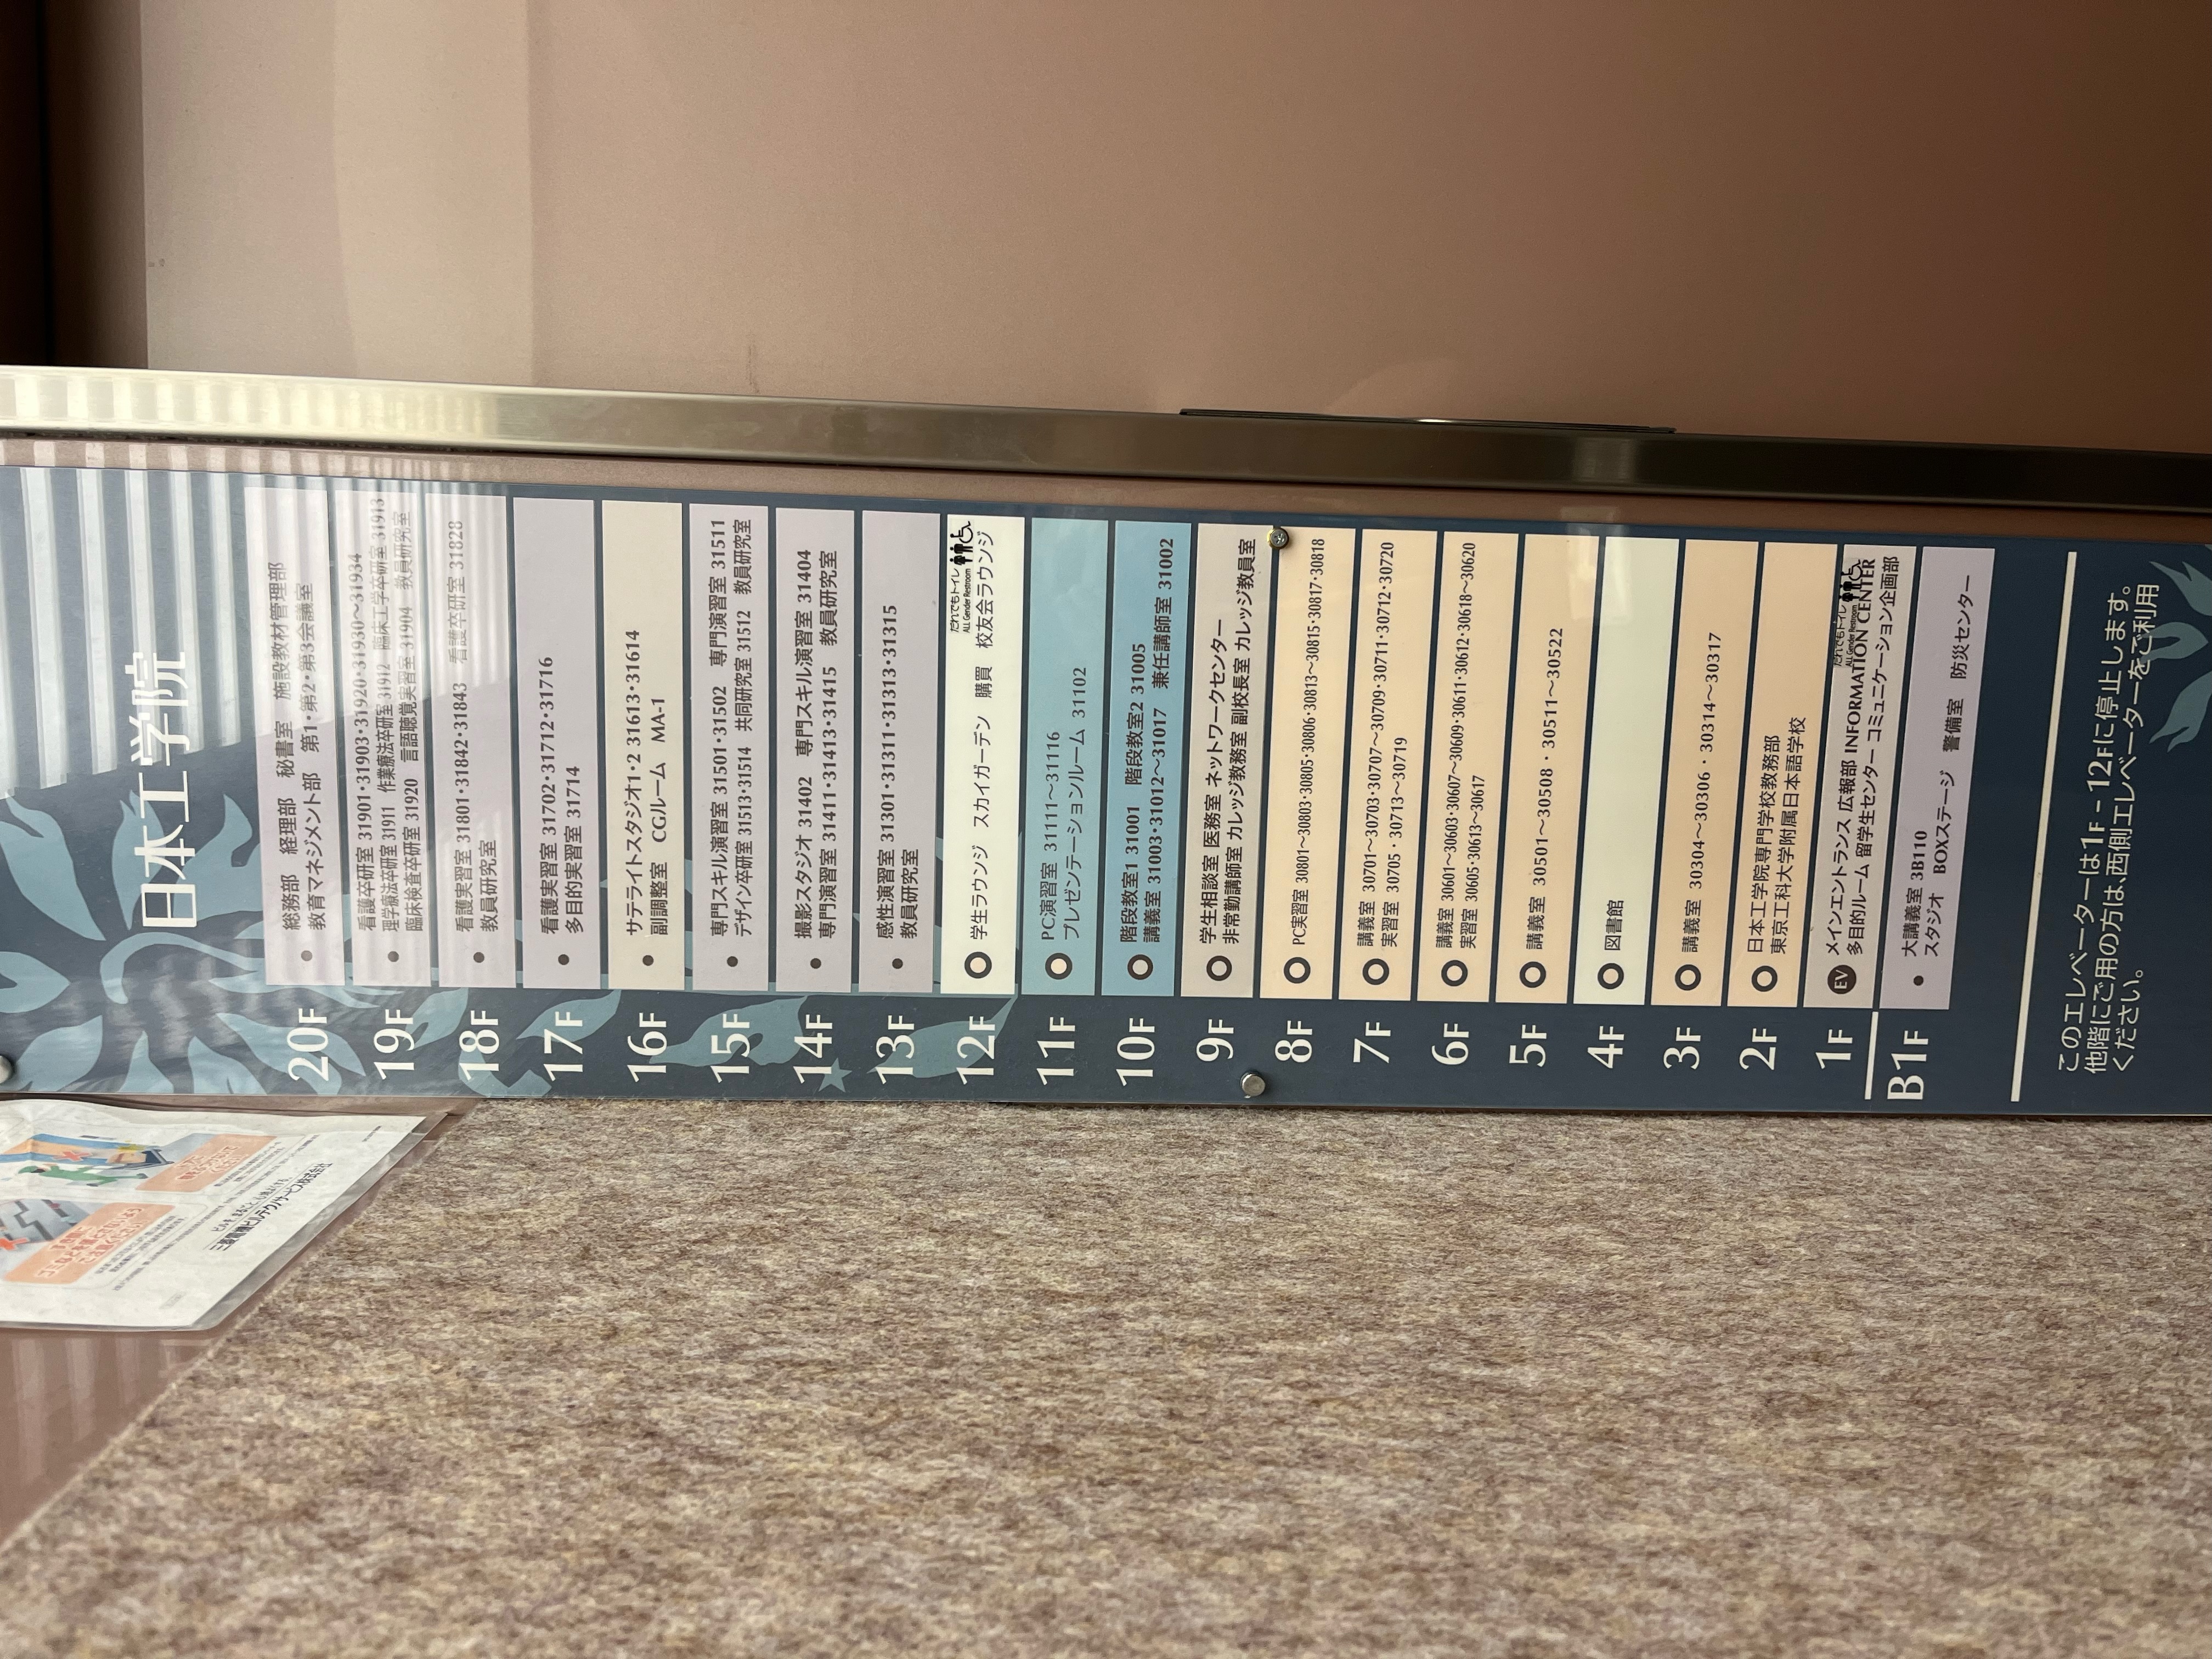 ビルを、まるごと、心地よくする。
三菱電機ビルテクノサービス株式会社
日本工学院
20F
総務部 経理部 秘書室 施設教材管理部
教育マネジメント部 第1・第2・第3会議室
19F
看護卒研室 31901・31903・31920・31930〜31934
理学療法卒研室 31911 作業療法卒研室 31912 臨床工学卒研室 31913
臨床検査卒研室 31920 言語聴覚実習室 31904 教員研究室
18F
看護実習室 31801・31842・31843 看護卒研室 31828
教員研究室
17F
看護実習室 31702・31712・31716
多目的実習室 31714
16F
サテライトスタジオ1・2 31613・31614
副調整室 CGルーム MA-1
15F
専門スキル演習室 31501・31502 専門演習室 31511
デザイン卒研室 31513・31514 共同研究室 31512 教員研究室
14F
撮影スタジオ 31402 専門スキル演習室 31404
専門演習室 31411・31413・31415 教員研究室
13F
感性演習室 31301・31311・31313・31315
教員研究室
12F
だれでもトイレ
ALL Gender Restroom
学生ラウンジ スカイガーデン 購買 校友会ラウンジ
11F
PC演習室 31111〜31116
プレゼンテーションルーム 31102
10F
階段教室1 31001 階段教室2 31005
講義室 31003・31012〜31017 兼任講師室 31002
9F
学生相談室 医務室 ネットワークセンター
非常勤講師室 カレッジ教務室 副校長室 カレッジ教員室
8F
PC実習室 30801〜30803・30805・30806・30813〜30815・30817・30818
7F
講義室 30701〜30703・30707〜30709・30711・30712・30720
実習室 30705・30713〜30719
6F
講義室 30601〜30603・30607〜30609・30611・30612・30618〜30620
実習室 30605・30613〜30617
5F
講義室 30501〜30508・30511〜30522
4F
図書館
3F
講義室 30304〜30306・30314〜30317
2F
日本工学院専門学校教務部
東京工科大学附属日本語学校
1F
EV
だれでもトイレ
ALL Gender Restroom
メインエントランス 広報部 INFORMATION CENTER
多目的ルーム 留学生センター コミュニケーション企画部
B1F
大講義室 3B110
スタジオ BOXステージ 警備室 防災センター
このエレベーターは1F-12Fに停止します。
他階にご用の方は、西側エレベーターをご利用
ください。